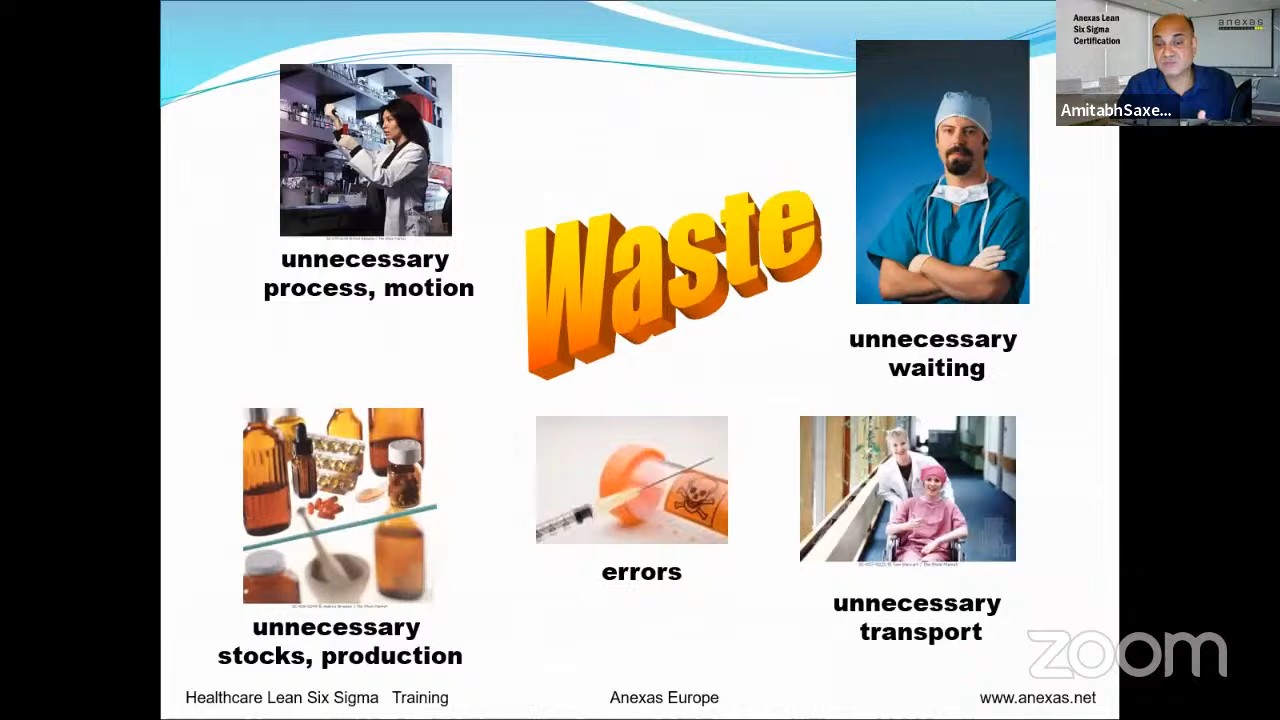 Anexas Lean
Six Sigma
Certification
anexas
AmitabhSaxe...
unnecessary
process, motion
Waste
unnecessary
waiting
unnecessary
stocks, production
errors
unnecessary
transport
zoom
Healthcare Lean Six Sigma Training
Anexas Europe
www.anexas.net